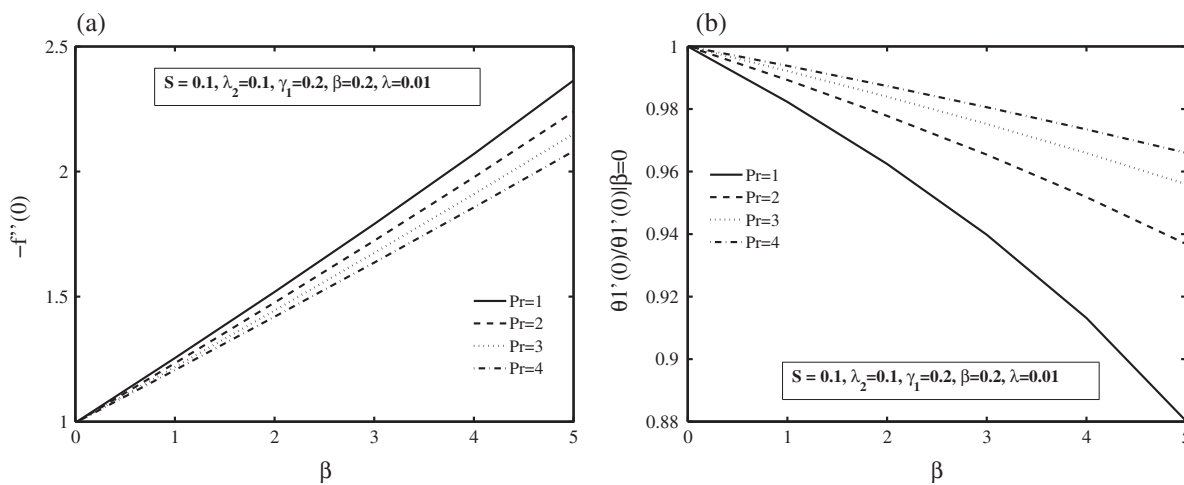 (a)
2.5
2
1.5
1
0
1
2
3
4
5
−f''(0)
β
S = 0.1, λ₂=0.1, γ₁=0.2, β=0.2, λ=0.01
Pr=1
Pr=2
Pr=3
Pr=4
(b)
1
0.98
0.96
0.94
0.92
0.9
0.88
0
1
2
3
4
5
θ1'(0)/θ1'(0)|β=0
β
Pr=1
Pr=2
Pr=3
Pr=4
S = 0.1, λ₂=0.1, γ₁=0.2, β=0.2, λ=0.01